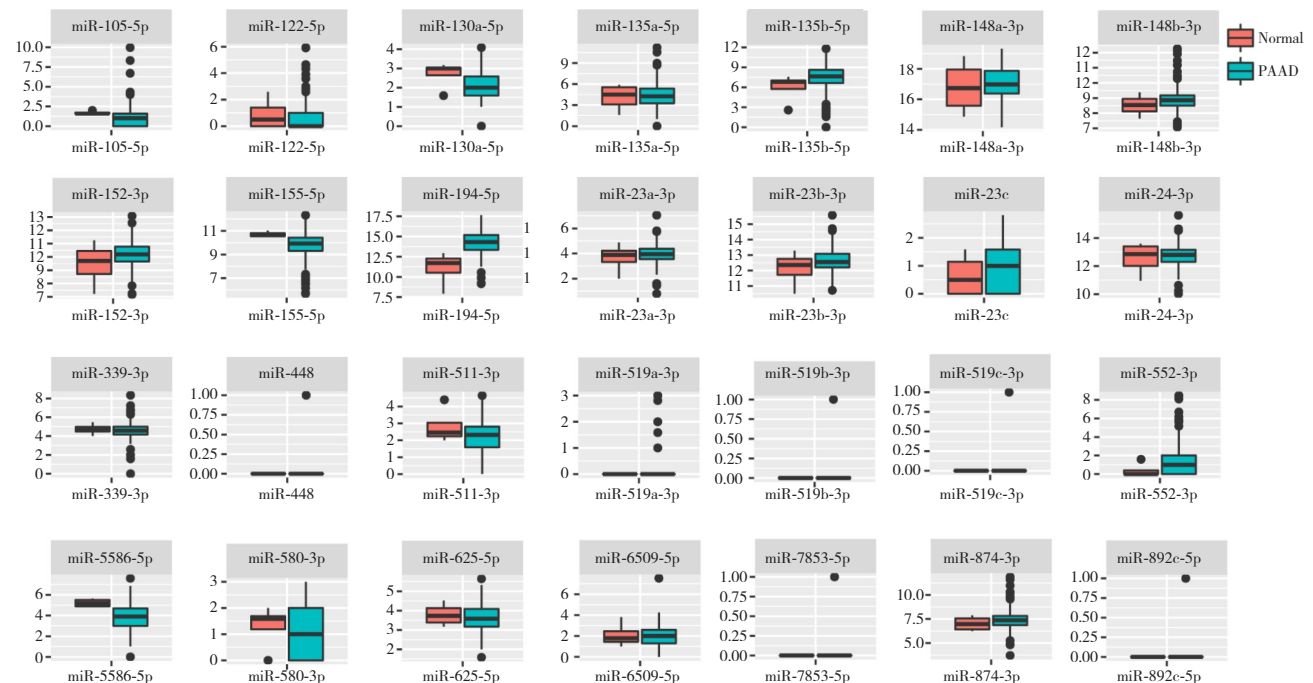 miR-105-5p
10.0
7.5
5.0
2.5
0.0
miR-105-5p
miR-122-5p
6
4
2
0
miR-122-5p
miR-130a-5p
4
3
2
1
0
miR-130a-5p
miR-135a-5p
9
6
3
0
miR-135a-5p
miR-135b-5p
12
9
6
3
0
miR-135b-5p
miR-148a-3p
18
16
14
miR-148a-3p
miR-148b-3p
12
11
10
9
8
7
miR-148b-3p
Normal
PAAD
miR-152-3p
13
12
11
10
9
8
7
miR-152-3p
miR-155-5p
11
9
7
miR-155-5p
miR-194-5p
17.5
15.0
12.5
10.0
7.5
miR-194-5p
1
1
1
miR-23a-3p
6
4
2
miR-23a-3p
miR-23b-3p
15
14
13
12
11
miR-23b-3p
miR-23c
2
1
0
miR-23c
miR-24-3p
14
12
10
miR-24-3p
miR-339-3p
8
6
4
2
0
miR-339-3p
miR-448
1.00
0.75
0.50
0.25
0.00
miR-448
miR-511-3p
4
3
2
1
0
miR-511-3p
miR-519a-3p
3
2
1
0
miR-519a-3p
miR-519b-3p
1.00
0.75
0.50
0.25
0.00
miR-519b-3p
miR-519c-3p
1.00
0.75
0.50
0.25
0.00
miR-519c-3p
miR-552-3p
8
6
4
2
0
miR-552-3p
miR-5586-5p
6
4
2
0
miR-5586-5p
miR-580-3p
3
2
1
0
miR-580-3p
miR-625-5p
5
4
3
2
miR-625-5p
miR-6509-5p
6
4
2
0
miR-6509-5p
miR-7853-5p
1.00
0.75
0.50
0.25
0.00
miR-7853-5p
miR-874-3p
10.0
7.5
5.0
miR-874-3p
miR-892c-5p
1.00
0.75
0.50
0.25
0.00
miR-892c-5p